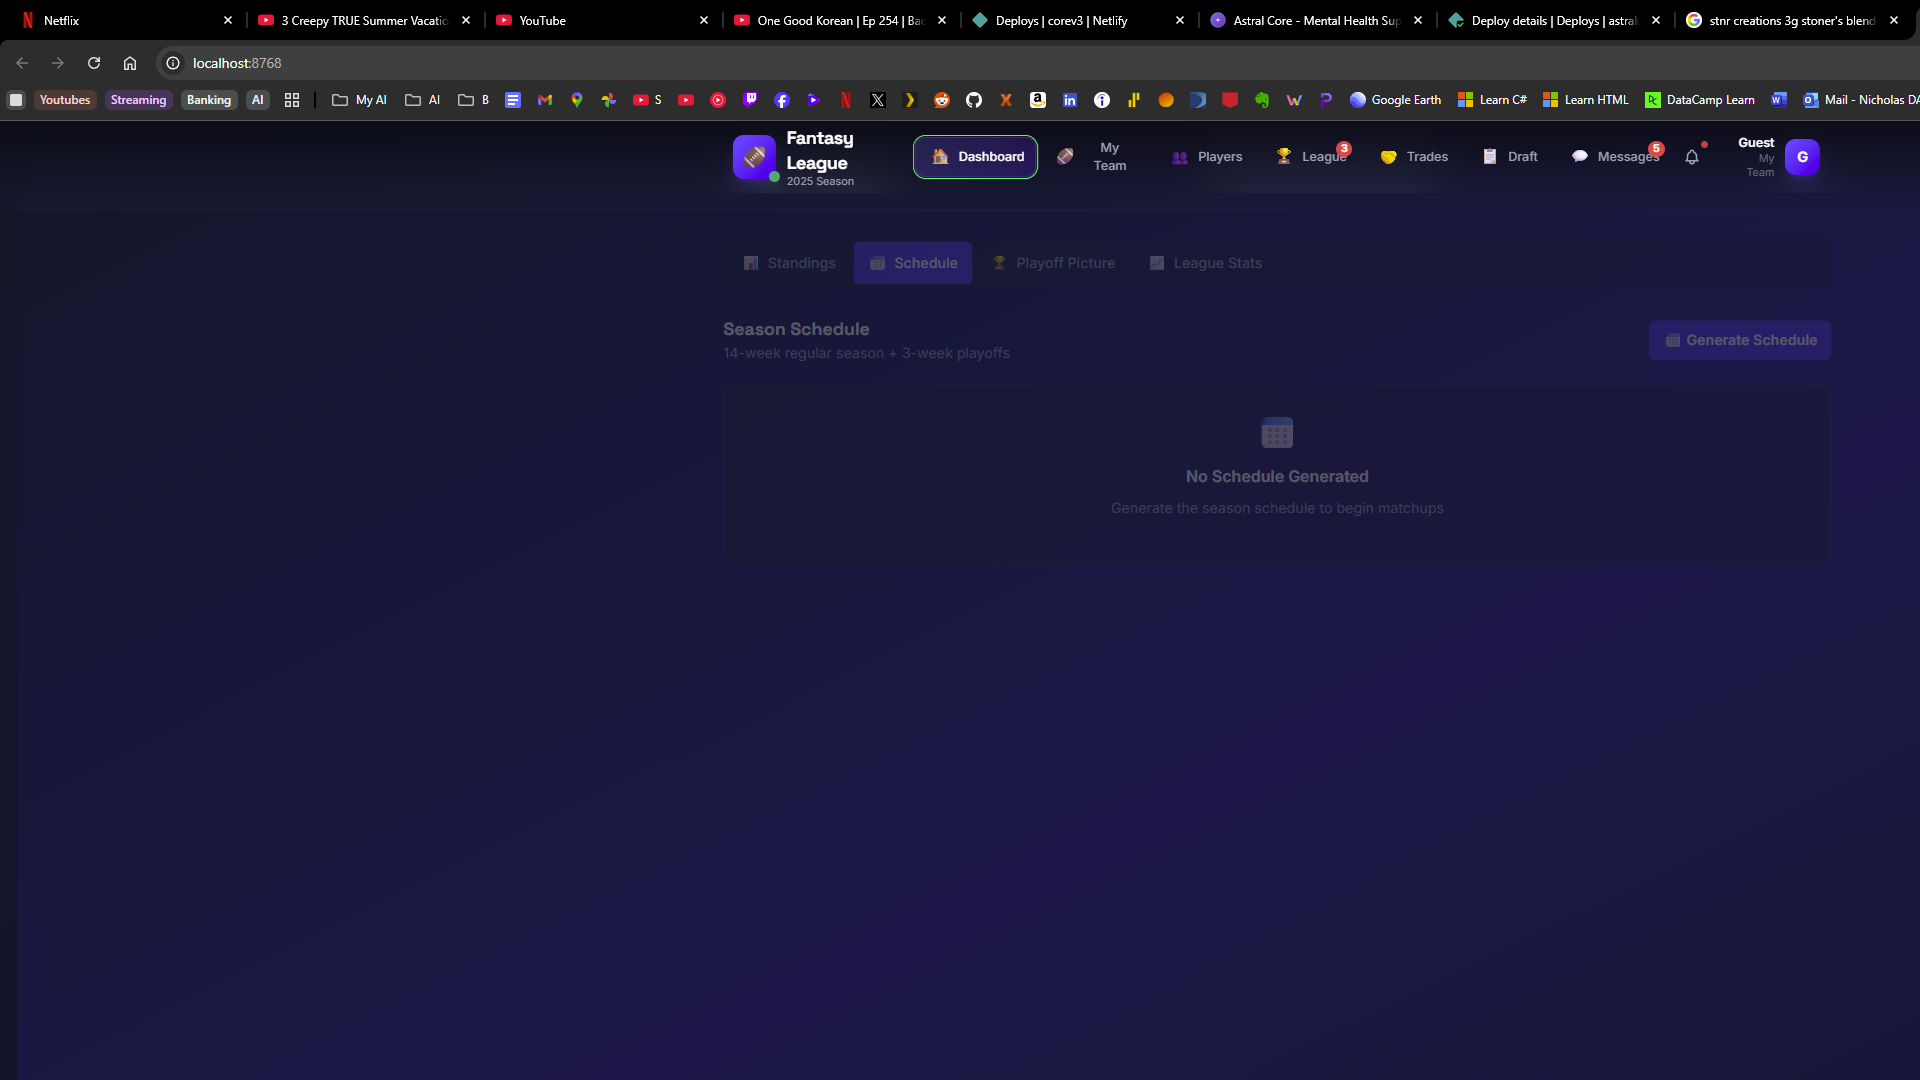 Netflix
3 Creepy TRUE Summer Vacatio
YouTube
One Good Korean | Ep 254 | Bad
Deploys | corev3 | Netlify
Astral Core - Mental Health Sup
Deploy details | Deploys | astral
stnr creations 3g stoner's blend
localhost:8768
Youtubes
Streaming
Banking
AI
My AI
AI
B
S
Google Earth
Learn C#
Learn HTML
DataCamp Learn
Mail - Nicholas DA
Fantasy
League
2025 Season
Dashboard
My
Team
Players
League
3
Trades
Draft
Messages
5
Guest
My
Team
G
Standings
Schedule
Playoff Picture
League Stats
Season Schedule
14-week regular season + 3-week playoffs
Generate Schedule
No Schedule Generated
Generate the season schedule to begin matchups